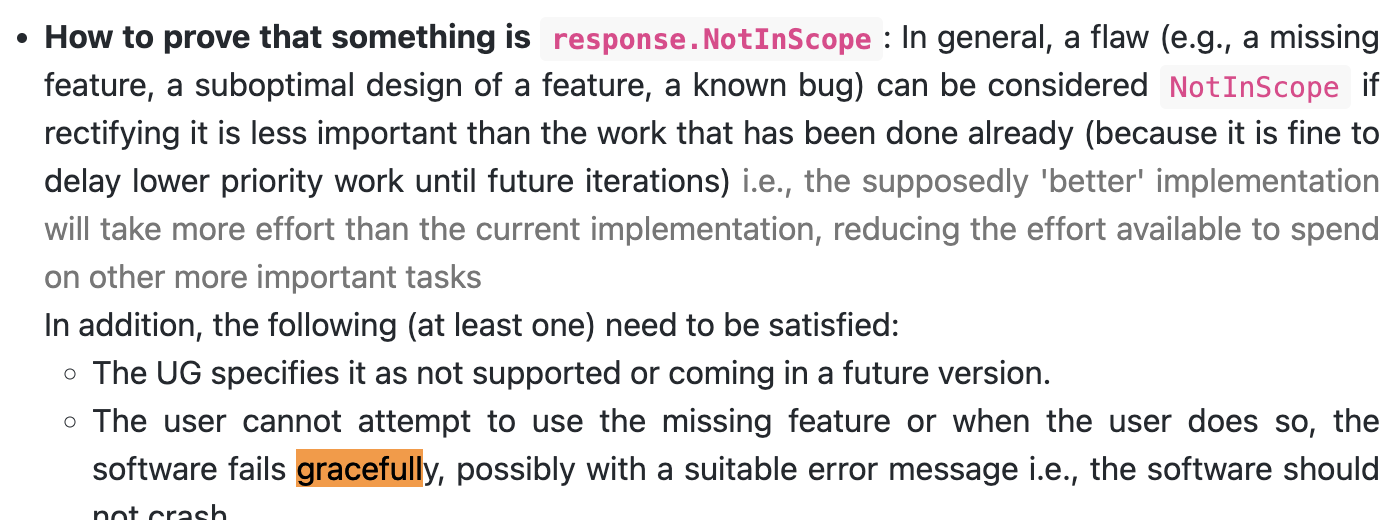 • How to prove that something is response.NotInScope : In general, a flaw (e.g., a missing
feature, a suboptimal design of a feature, a known bug) can be considered NotInScope if
rectifying it is less important than the work that has been done already (because it is fine to
delay lower priority work until future iterations) i.e., the supposedly 'better' implementation
will take more effort than the current implementation, reducing the effort available to spend
on other more important tasks
In addition, the following (at least one) need to be satisfied:
○ The UG specifies it as not supported or coming in a future version.
○ The user cannot attempt to use the missing feature or when the user does so, the
software fails gracefully, possibly with a suitable error message i.e., the software should
not crash